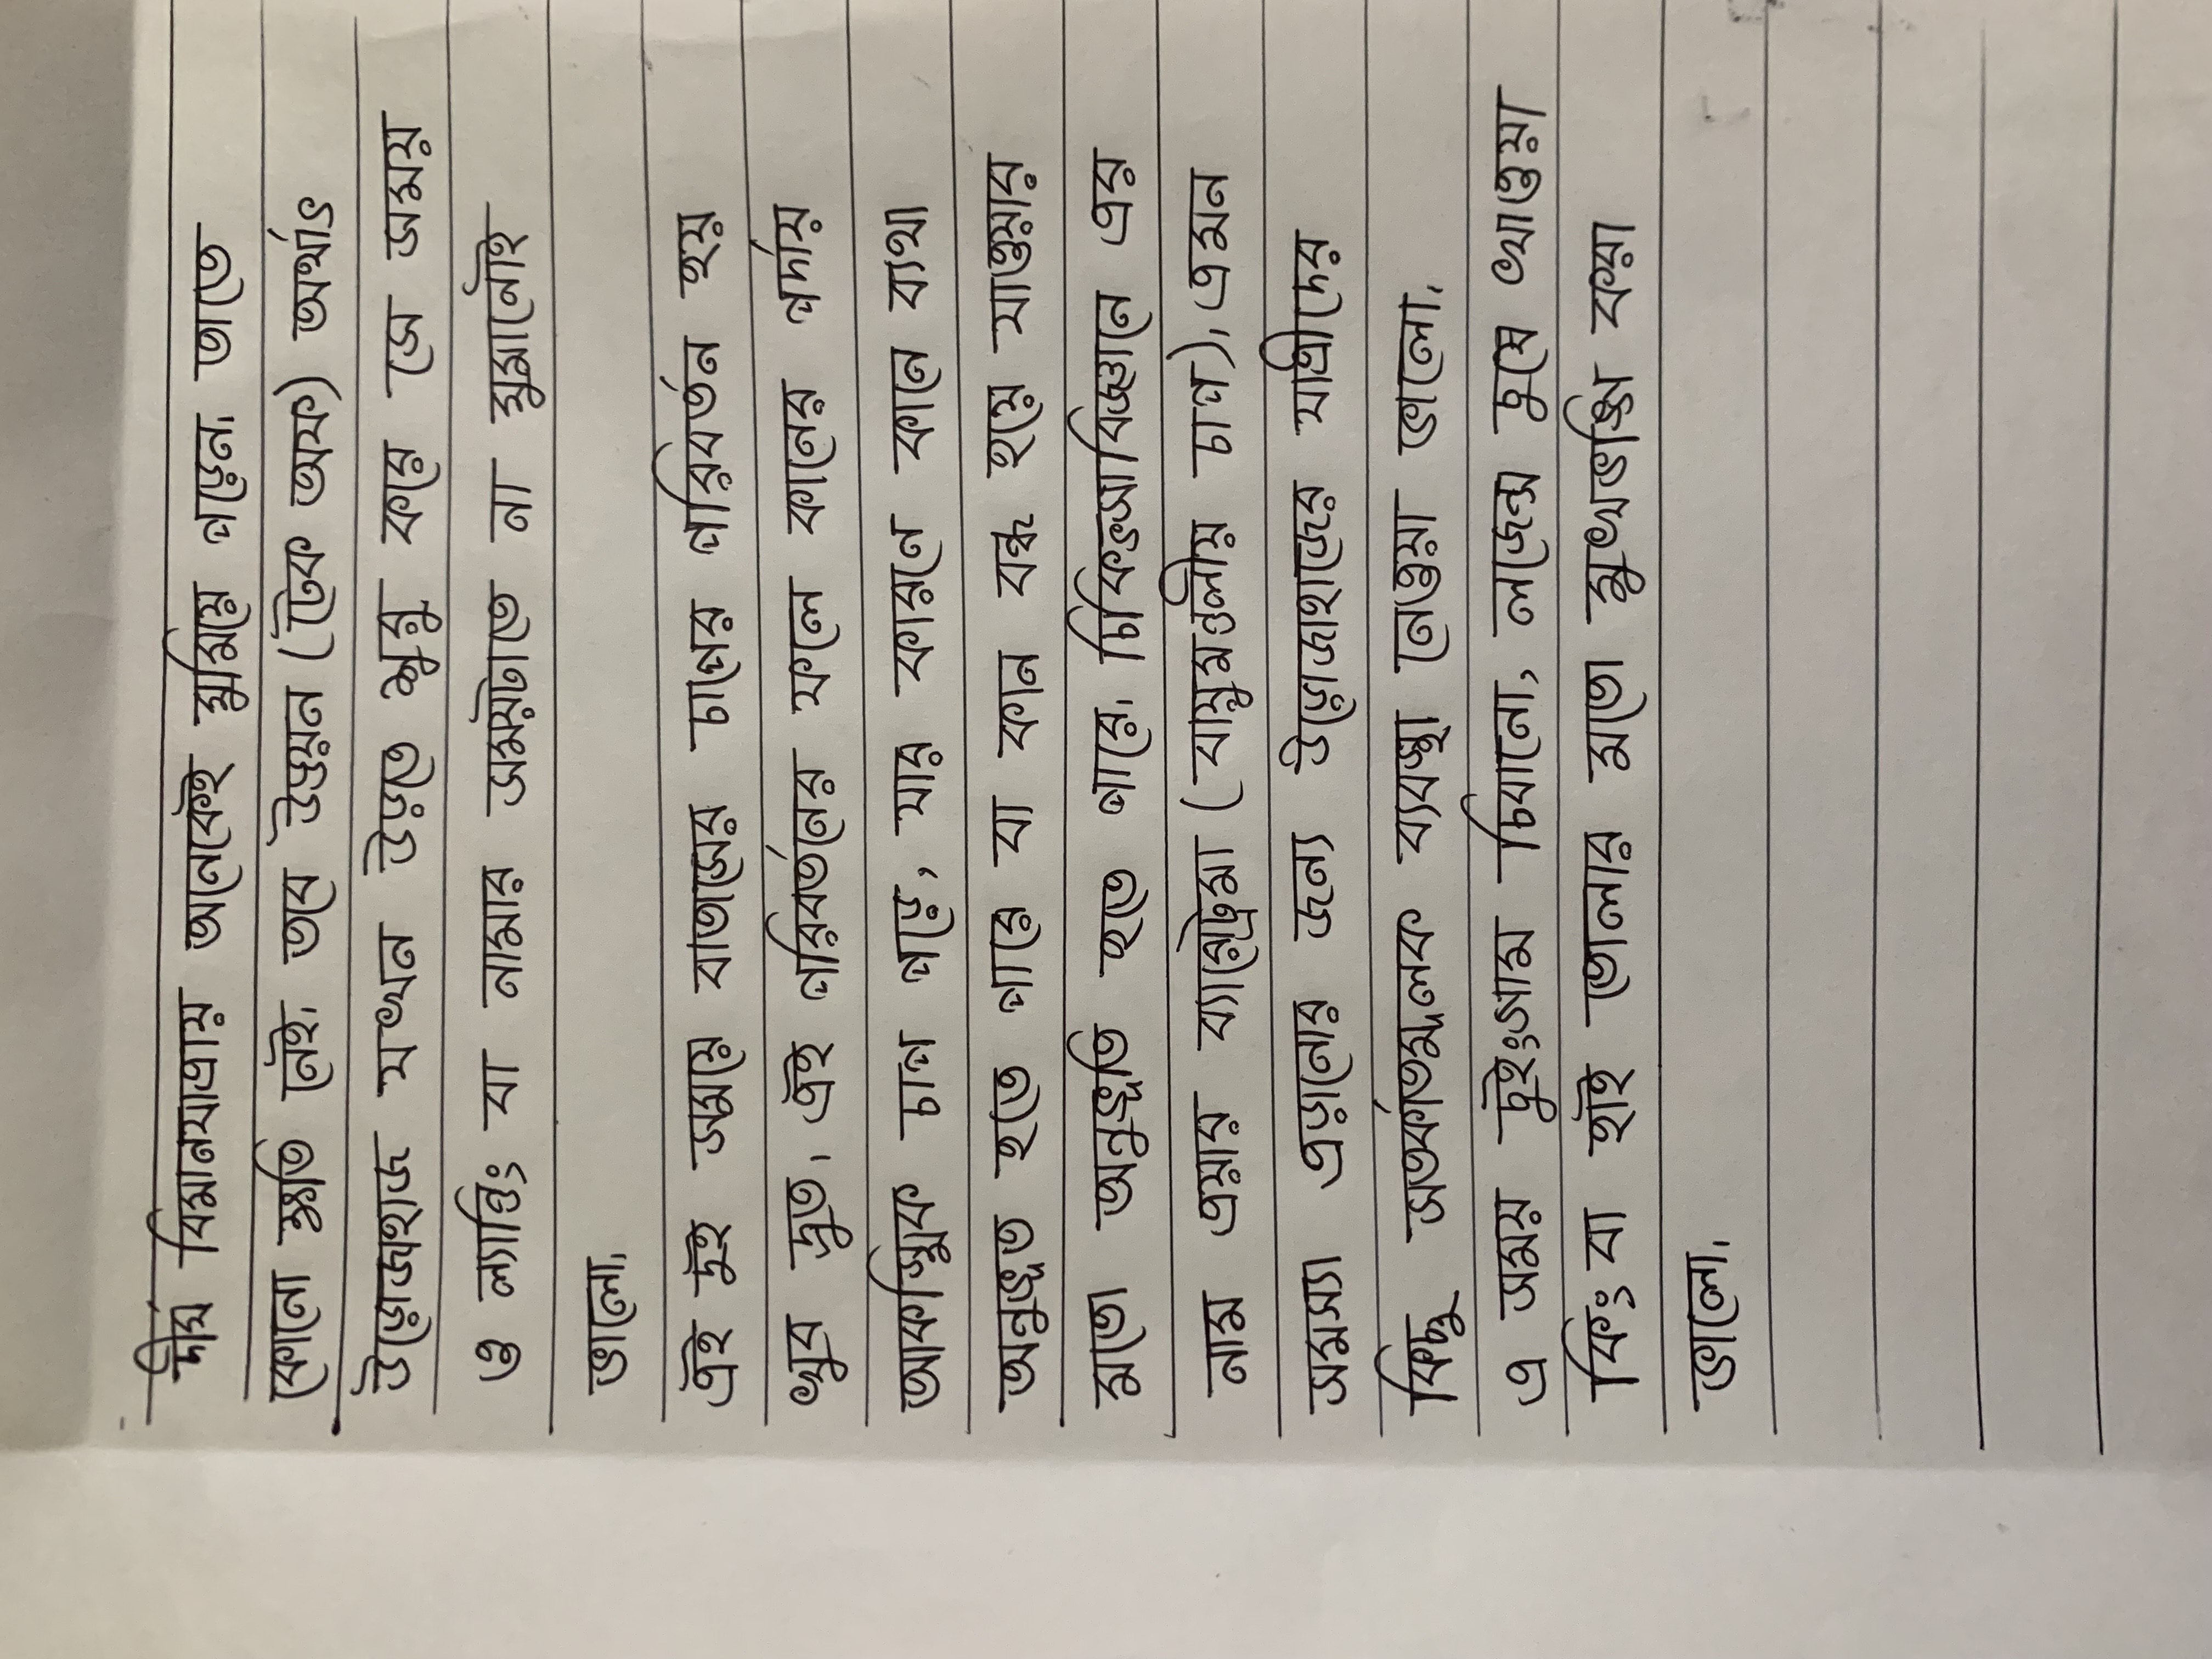 দীর্ঘ বিমানযাত্রায় অনেকেই ঘুমিয়ে পড়েন। তাতে
কোনো ক্ষতি নেই। তবে উড্ডয়ন (টেক অফ) অর্থাৎ
উড়োজাহাজ যখন উড়তে শুরু করে সে সময়
ও ল্যান্ডিং বা নামার সময়টাতে না ঘুমানোই
ভালো।
এই দুই সময়ে বাতাসের চাপের পরিবর্তন হয়
খুব দ্রুত। এই পরিবর্তনের ফলে কানের পর্দায়
আকস্মিক চাপ পড়ে, যার কারণে কানে ব্যথা
অনুভূত হতে পারে বা কান বন্ধ হয়ে যাওয়ার
মতো অনুভূতি হতে পারে। চিকিৎসাবিজ্ঞানে এর
নাম এয়ার ব্যারোট্রমা (বায়ুমণ্ডলীয় চাপ)। এমন
সমস্যা এড়ানোর জন্য উড়োজাহাজের যাত্রীদের
কিছু সতর্কতামূলক ব্যবস্থা নেওয়া ভালো।
এ সময় চুইংগাম চিবানো, লজেন্স চুষে খাওয়া
কিংবা হাই তোলার মতো মুখভঙ্গি করা
ভালো।